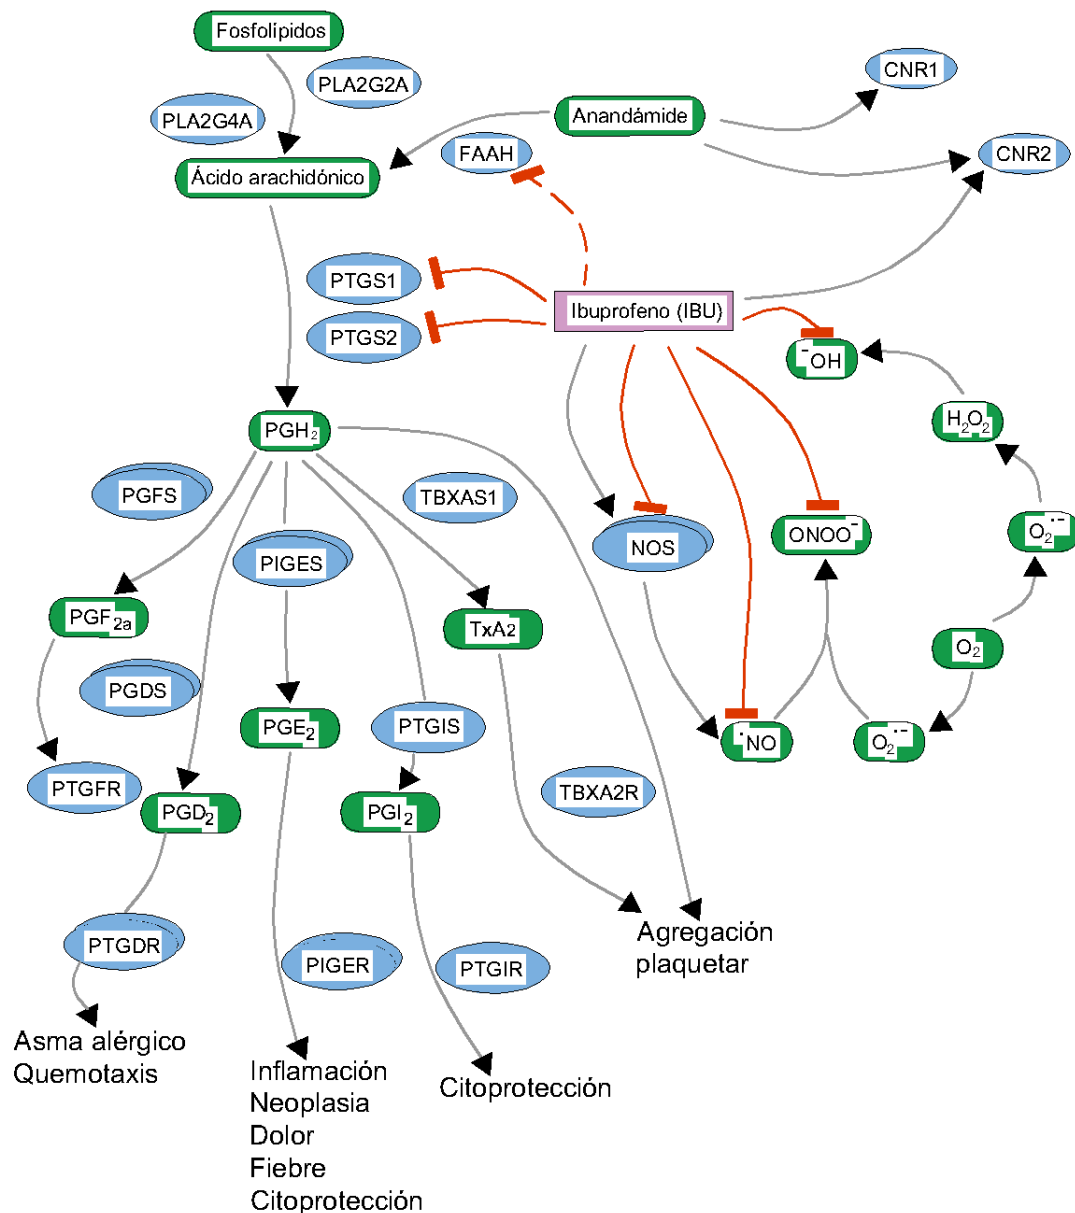 Fosfolípidos
PLA2G2A
PLA2G4A
CNR1
Anandámide
FAAH
CNR2
Ácido arachidónico
PTGS1
PTGS2
Ibuprofeno (IBU)
⁻OH
H₂O₂
PGH₂
PGFS
TBXAS1
PIGES
NOS
ONOO⁻
O₂·⁻
PGF₂a
TxA2
O₂
PGDS
PGE₂
PTGIS
·NO
O₂·⁻
PTGFR
PGD₂
PGI₂
TBXA2R
PTGDR
PIGER
PTGIR
Agregación
plaquetar
Asma alérgico
Quemotaxis
Inflamación
Neoplasia
Dolor
Fiebre
Citoprotección
Citoprotección